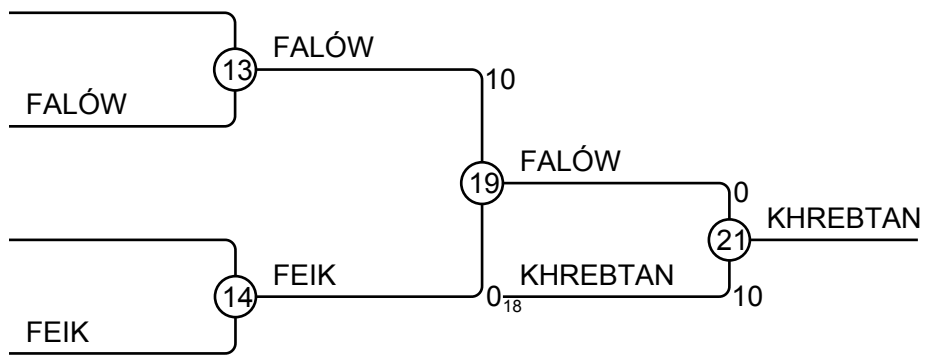 FALÓW
13
10
FALÓW
FALÓW
19
0
KHREBTAN
21
FEIK
KHREBTAN
14
0
18
10
FEIK